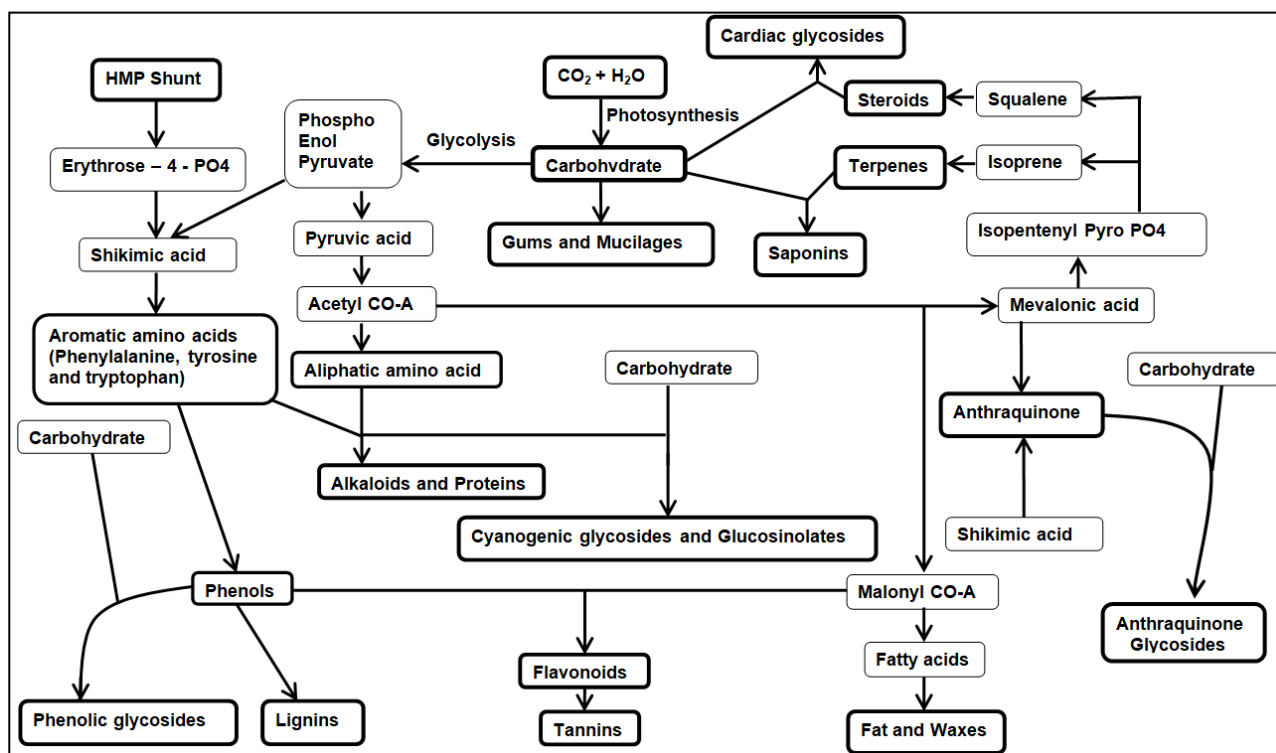 Cardiac glycosides
HMP Shunt
CO₂ + H₂O
Steroids
Squalene
Photosynthesis
Phospho
Enol
Pyruvate
Glycolysis
Erythrose – 4 - PO4
Carbohvdrate
Terpenes
Isoprene
Pyruvic acid
Gums and Mucilages
Isopentenyl Pyro PO4
Shikimic acid
Saponins
Acetyl CO-A
Mevalonic acid
Aromatic amino acids
(Phenylalanine, tyrosine
and tryptophan)
Aliphatic amino acid
Carbohydrate
Carbohydrate
Anthraquinone
Carbohydrate
Alkaloids and Proteins
Shikimic acid
Cyanogenic glycosides and Glucosinolates
Phenols
Malonyl CO-A
Anthraquinone
Glycosides
Flavonoids
Fatty acids
Phenolic glycosides
Lignins
Tannins
Fat and Waxes